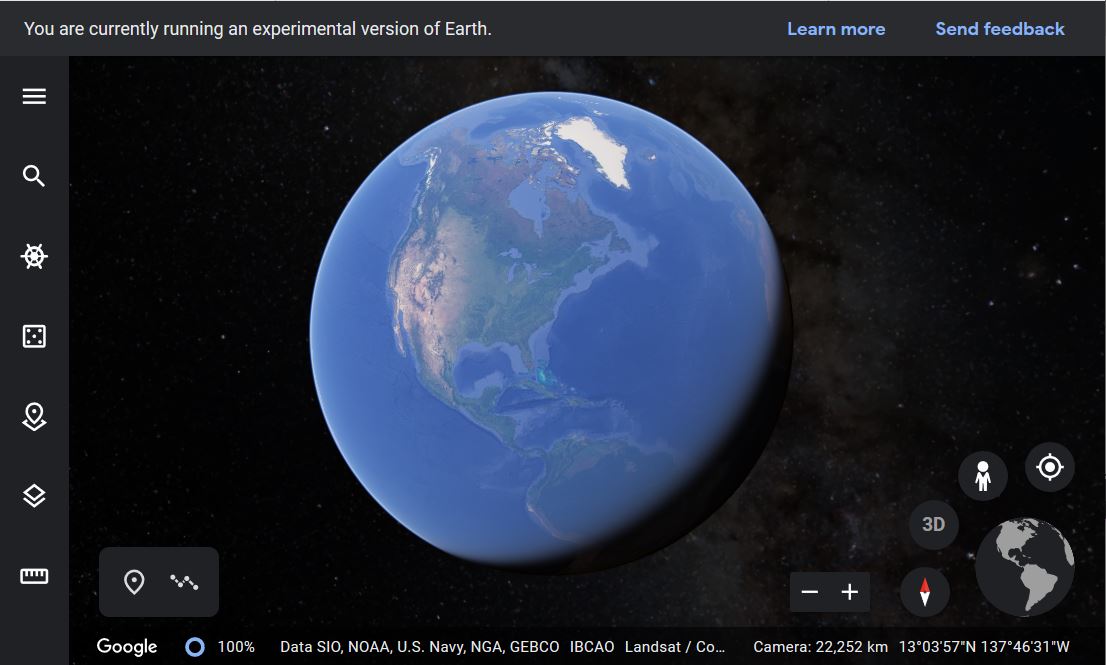 You are currently running an experimental version of Earth. Learn more Send feedback
3D
Google 100% Data SIO, NOAA, U.S. Navy, NGA, GEBCO IBCAO Landsat / Co... Camera: 22,252 km 13°03'57"N 137°46'31"W